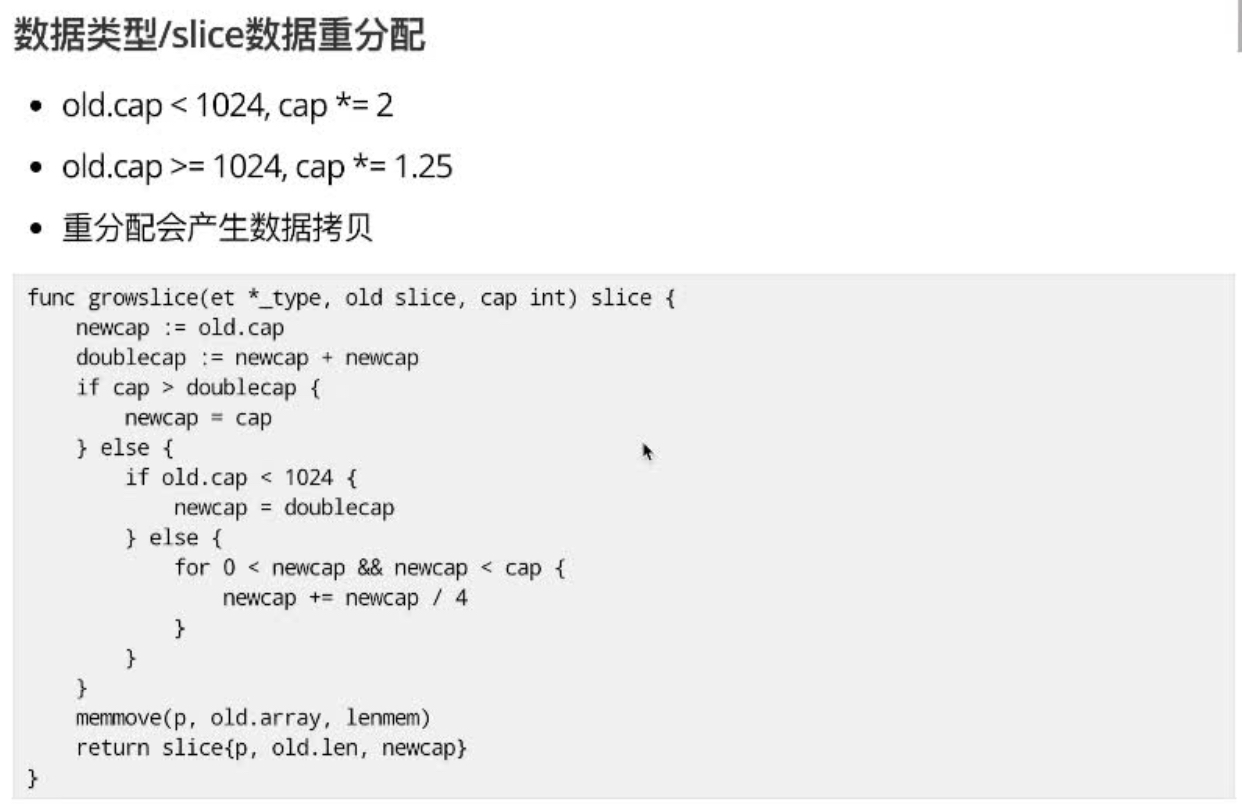 数据类型/slice数据重分配
• old.cap < 1024, cap *= 2
• old.cap >= 1024, cap *= 1.25
• 重分配会产生数据拷贝
func growslice(et *_type, old slice, cap int) slice {
    newcap := old.cap
    doublecap := newcap + newcap
    if cap > doublecap {
        newcap = cap
    } else {
        if old.cap < 1024 {
            newcap = doublecap
        } else {
            for 0 < newcap && newcap < cap {
                newcap += newcap / 4
            }
        }
    }
    memmove(p, old.array, lenmem)
    return slice{p, old.len, newcap}
}